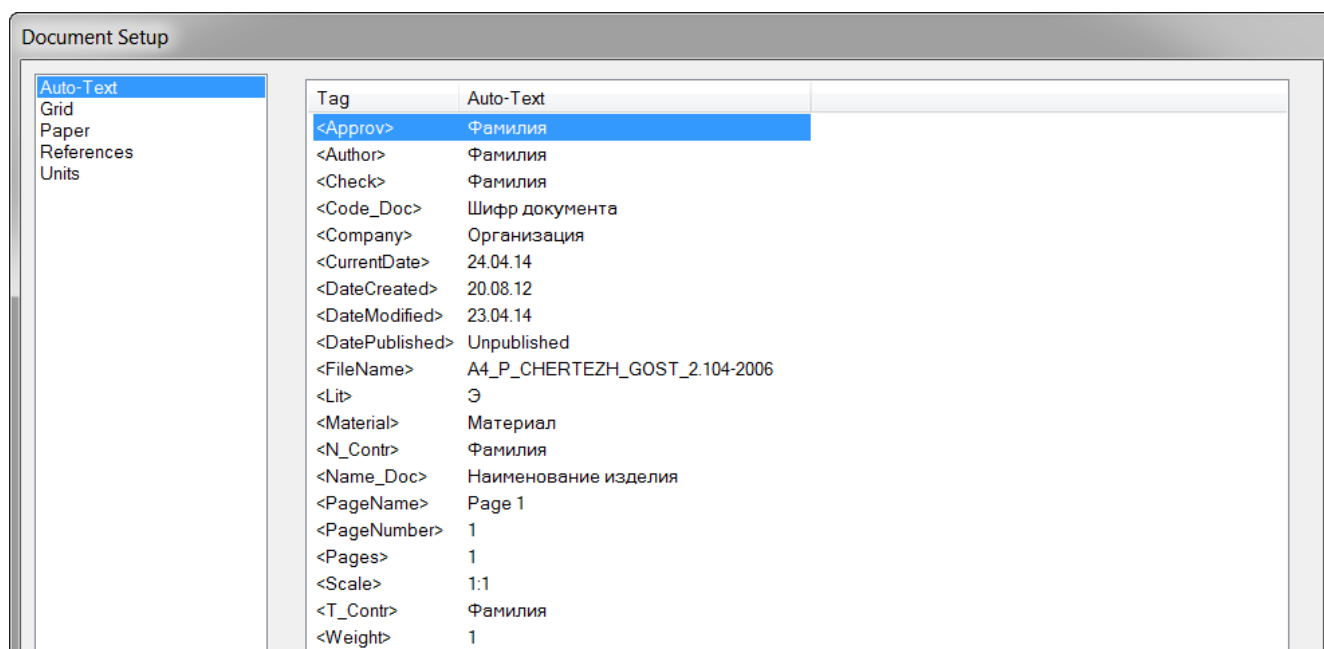 Document Setup
Auto-Text
Grid
Paper
References
Units
Tag Auto-Text
<Approv> Фамилия
<Author> Фамилия
<Check> Фамилия
<Code_Doc> Шифр документа
<Company> Организация
<CurrentDate> 24.04.14
<DateCreated> 20.08.12
<DateModified> 23.04.14
<DatePublished> Unpublished
<FileName> A4_P_CHERTEZH_GOST_2.104-2006
<Lit> Э
<Material> Материал
<N_Contr> Фамилия
<Name_Doc> Наименование изделия
<PageName> Page 1
<PageNumber> 1
<Pages> 1
<Scale> 1:1
<T_Contr> Фамилия
<Weight> 1